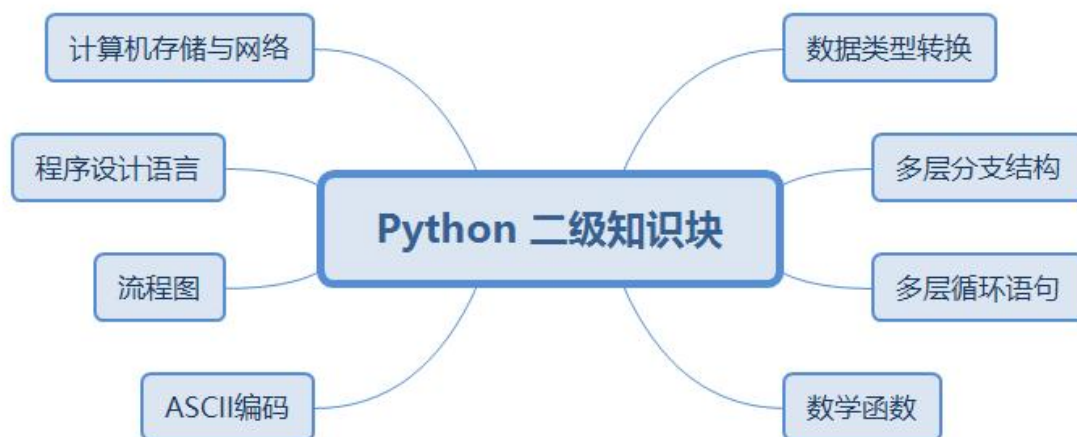 计算机存储与网络
数据类型转换
程序设计语言
多层分支结构
Python 二级知识块
流程图
多层循环语句
ASCII编码
数学函数